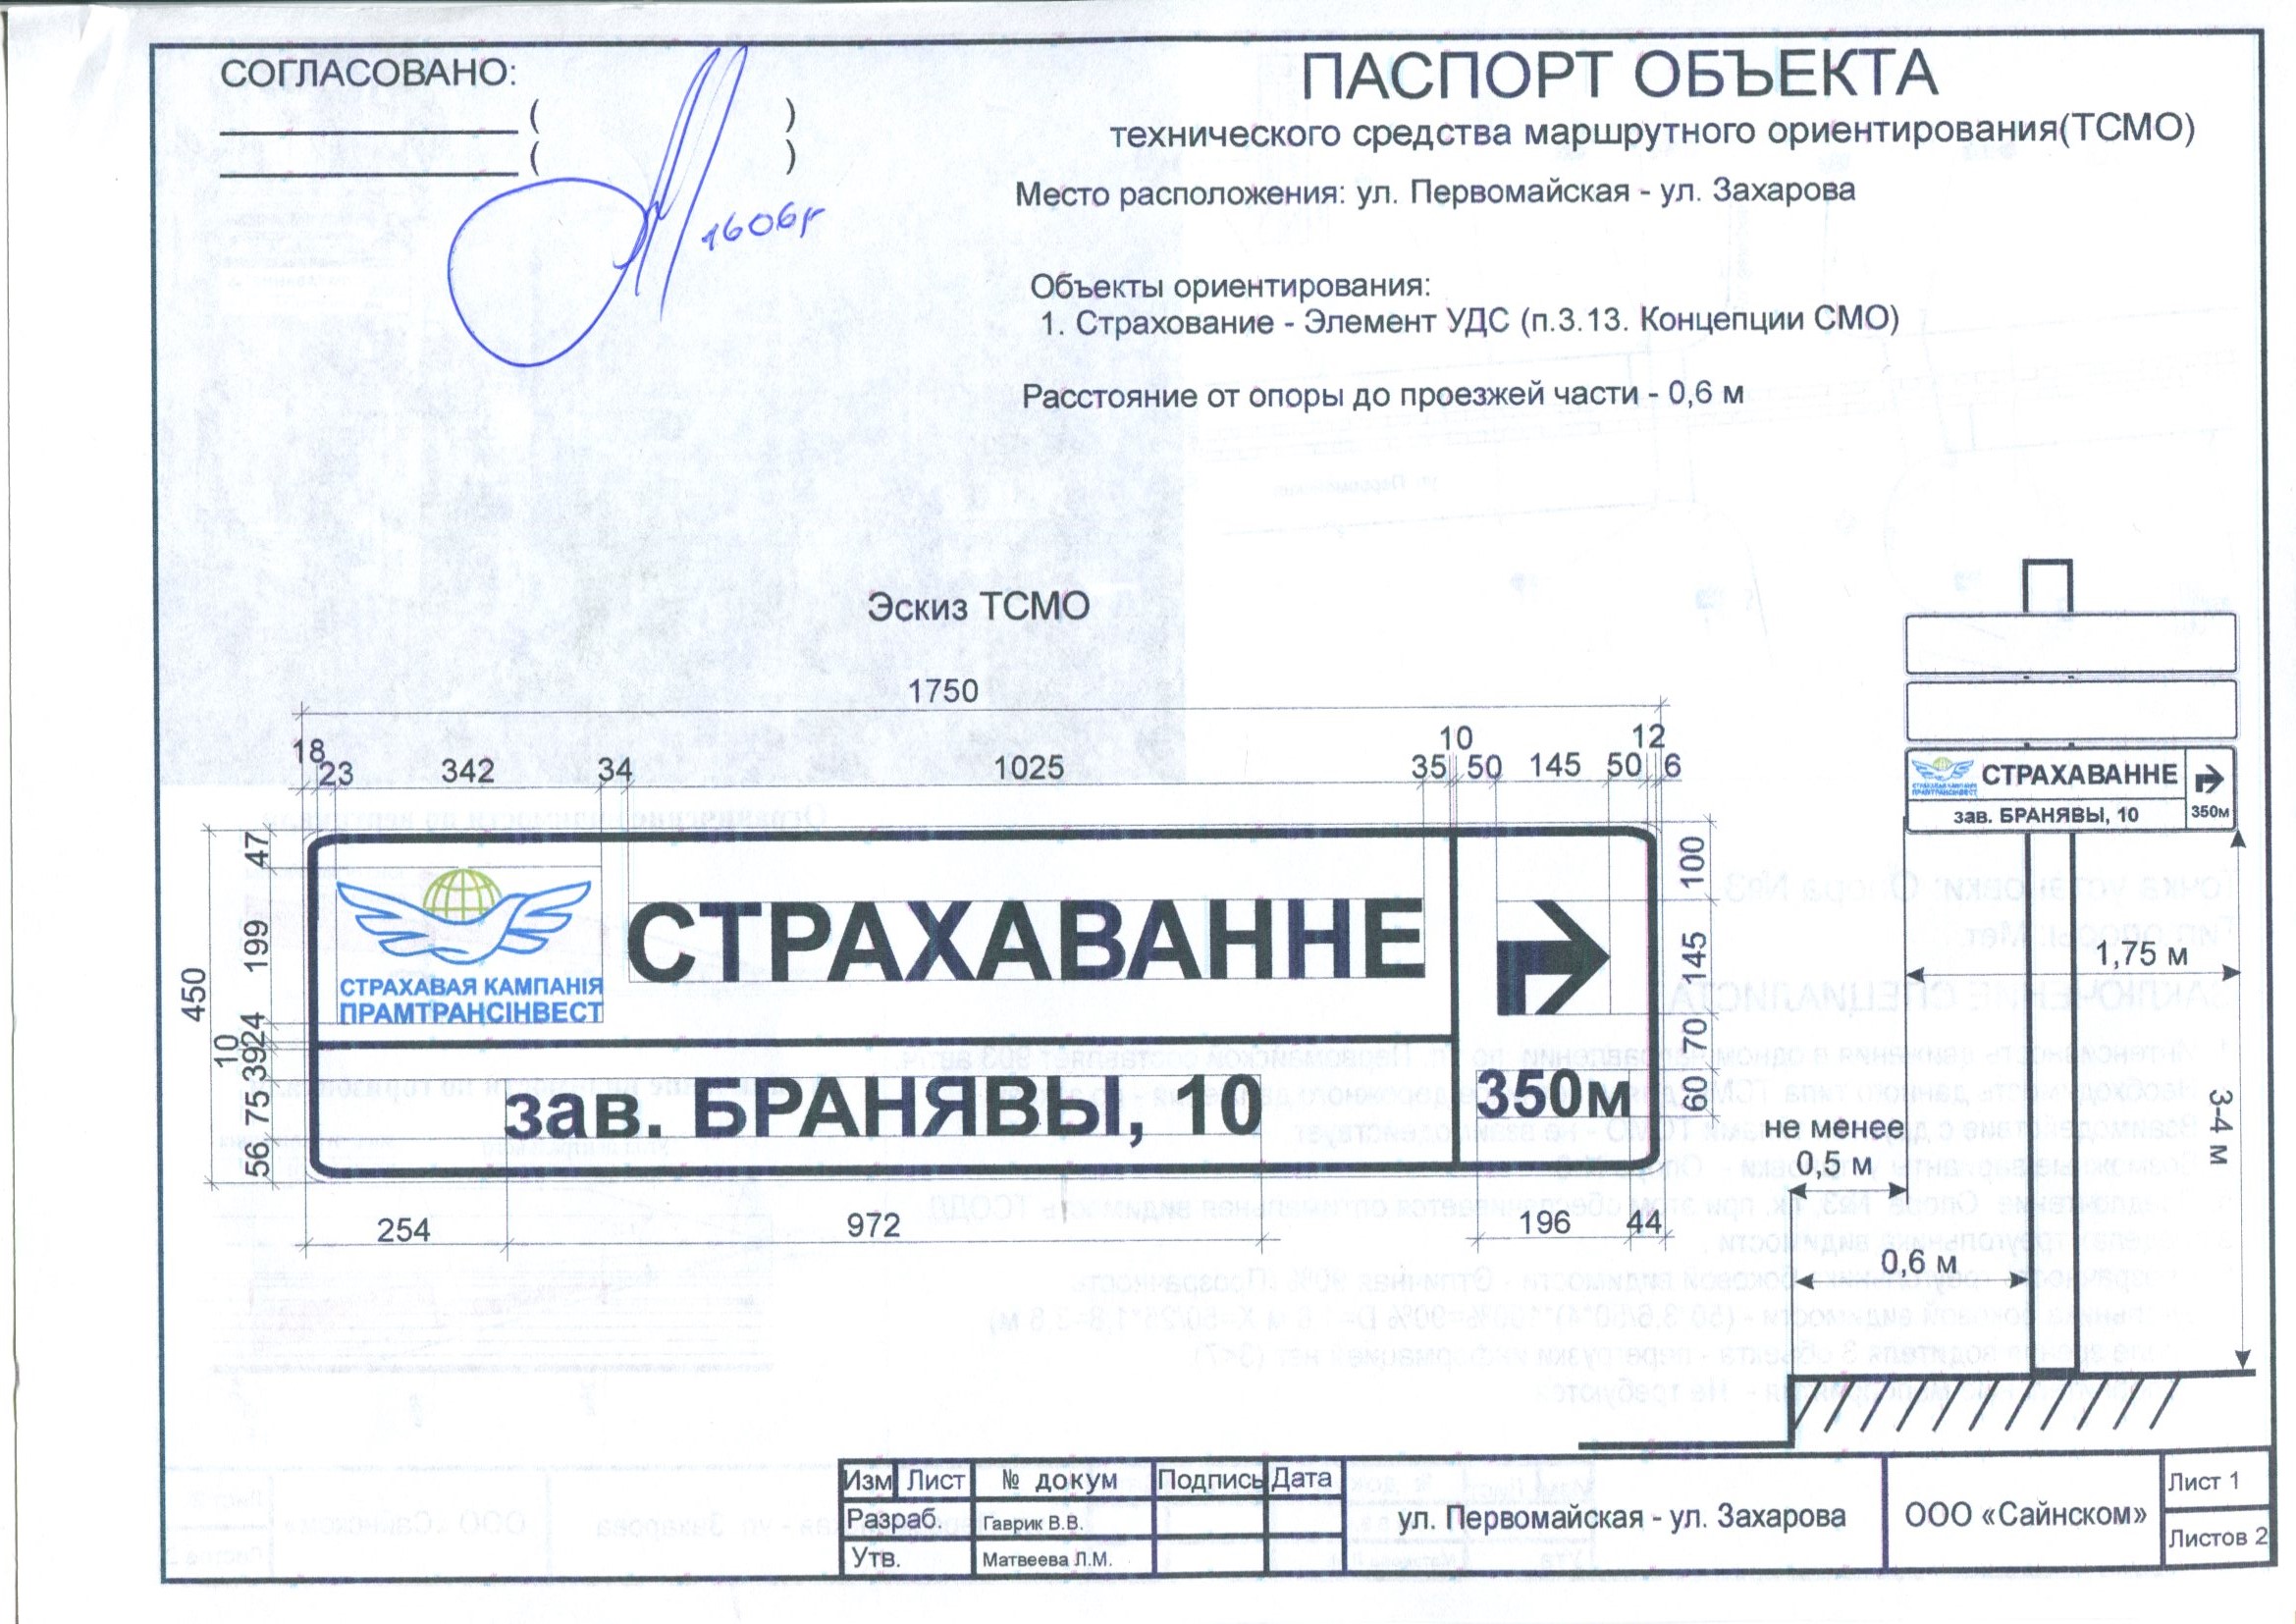 СОГЛАСОВАНО:
( )
( )
ПАСПОРТ ОБЪЕКТА
технического средства маршрутного ориентирования(ТСМО)
Место расположения: ул. Первомайская - ул. Захарова
Объекты ориентирования:
1. Страхование - Элемент УДС (п.3.13. Концепции СМО)
Расстояние от опоры до проезжей части - 0,6 м
Эскиз ТСМО
1750
18 23 342 34 1025 35 10 50 145 50 12 6
450
47 199 24 10 39 75 56
СТРАХАВАЯ КАМПАНІЯ
ПРАМТРАНСІНВЕСТ
СТРАХАВАННЕ
зав. БРАНЯВЫ, 10
350м
100 145 70 80
254 972 196 44
СТРАХАВАЯ КАМПАНІЯ
ПРАМТРАНСІНВЕСТ
СТРАХАВАННЕ
зав. БРАНЯВЫ, 10
350м
1,75 м
3-4 м
не менее
0,5 м
0,6 м
Изм Лист № докум Подпись Дата
Разраб. Гаврик В.В.
Утв. Матвеева Л.М.
ул. Первомайская - ул. Захарова
ООО «Сайнском»
Лист 1
Листов 2